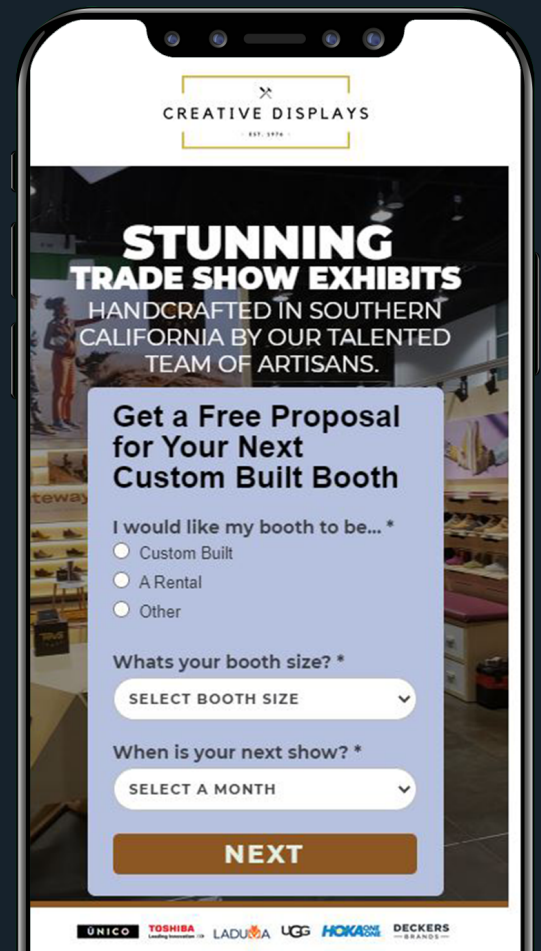 CREATIVE DISPLAYS
EST. 1976
STUNNING
TRADE SHOW EXHIBITS
HANDCRAFTED IN SOUTHERN
CALIFORNIA BY OUR TALENTED
TEAM OF ARTISANS.
teway
Get a Free Proposal
for Your Next
Custom Built Booth
I would like my booth to be... *
Custom Built
A Rental
Other
Whats your booth size? *
SELECT BOOTH SIZE
When is your next show? *
SELECT A MONTH
NEXT
ÚNICO TOSHIBA LADUMA UGG HOKA ONE ONE DECKERS
Leading Innovation BRANDS